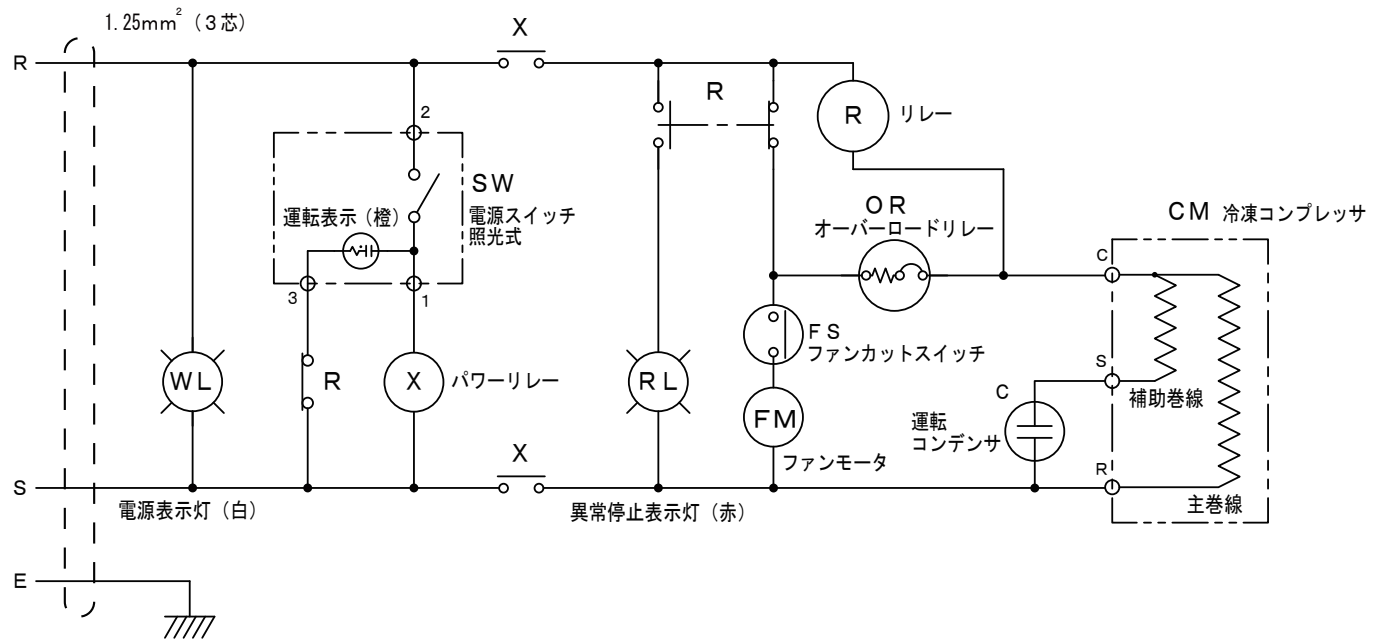 1.25mm²（3芯）
X
R
R
R
リレー
2
SW
電源スイッチ
照光式
運転表示（橙）
OR
オーバーロードリレー
CM 冷凍コンプレッサ
C
3
1
FS
ファンカットスイッチ
WL
R
X
パワーリレー
RL
S
補助巻線
C
運転
コンデンサ
FM
ファンモータ
X
R
S
電源表示灯（白）
異常停止表示灯（赤）
主巻線
E